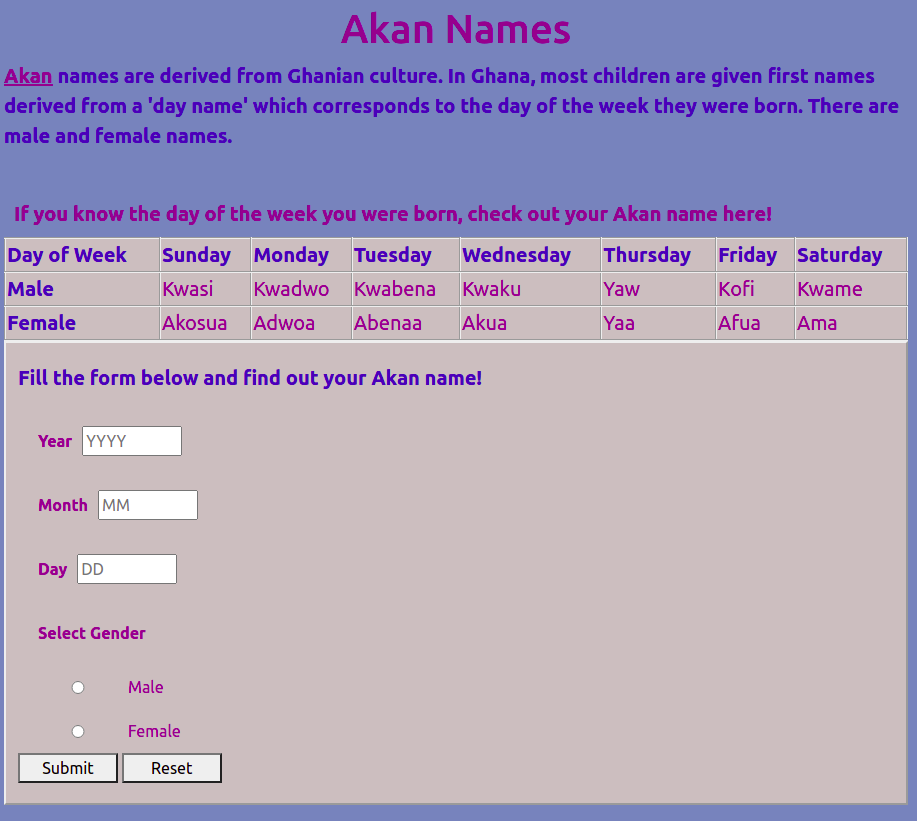 Akan Names
Akan names are derived from Ghanian culture. In Ghana, most children are given first names
derived from a 'day name' which corresponds to the day of the week they were born. There are
male and female names.
If you know the day of the week you were born, check out your Akan name here!
Day of Week Sunday Monday Tuesday Wednesday Thursday Friday Saturday
Male Kwasi Kwadwo Kwabena Kwaku Yaw Kofi Kwame
Female Akosua Adwoa Abenaa Akua Yaa Afua Ama
Fill the form below and find out your Akan name!
Year YYYY
Month MM
Day DD
Select Gender
Male
Female
Submit Reset